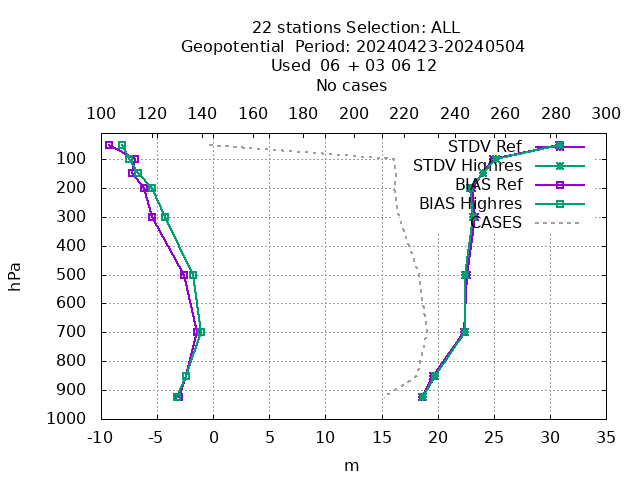 22 stations Selection: ALL
Geopotential  Period: 20240423-20240504
Used  06 + 03 06 12
No cases
100 120 140 160 180 200 220 240 260 280 300
STDV Ref
STDV Highres
BIAS Ref
BIAS Highres
CASES
100
200
300
400
500
600
700
800
900
1000
hPa
-10 -5 0 5 10 15 20 25 30 35
m